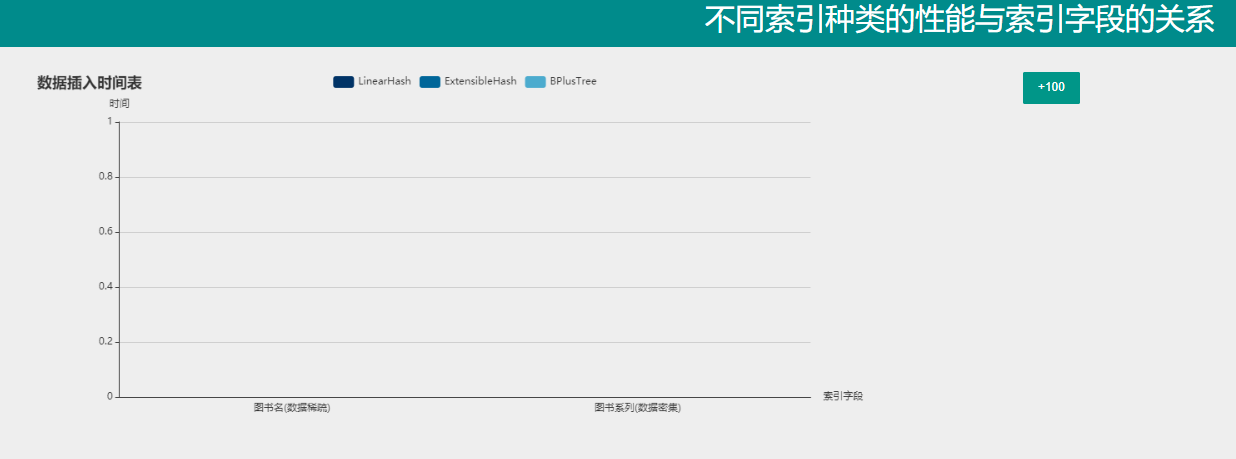 不同索引种类的性能与索引字段的关系
数据插入时间表
LinearHash ExtensibleHash BPlusTree
+100
时间
1
0.8
0.6
0.4
0.2
0
索引字段
图书名(数据稀疏) 图书系列(数据密集)